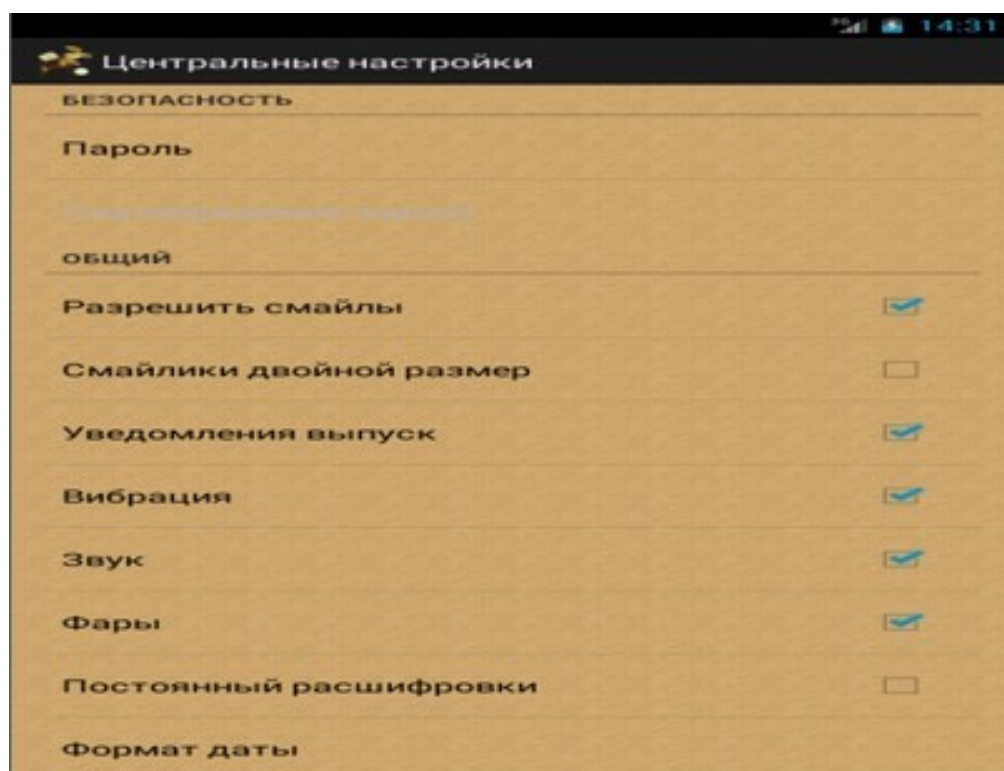 3G 14:31
Центральные настройки
БЕЗОПАСНОСТЬ
Пароль
ОБЩИЙ
Разрешить смайлы
Смайлики двойной размер
Уведомления выпуск
Вибрация
Звук
Фары
Постоянный расшифровки
Формат даты